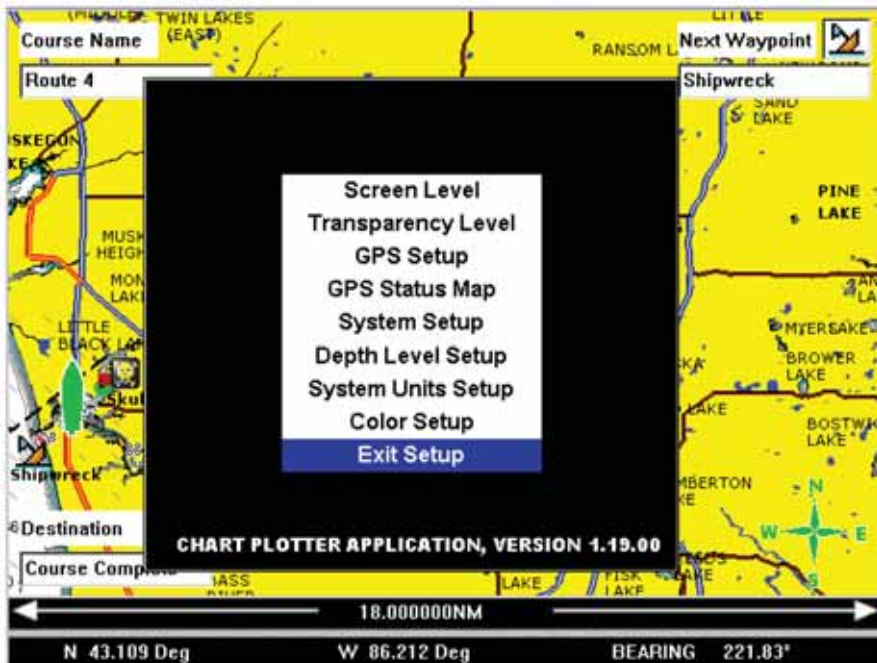 TWIN LAKES
(EAST)
Course Name
Route 4
RANSOM
Next Waypoint
Shipwreck
SAND
LAKE
PINE
LAKE
Screen Level
Transparency Level
GPS Setup
GPS Status Map
System Setup
Depth Level Setup
System Units Setup
Color Setup
Exit Setup
CHART PLOTTER APPLICATION, VERSION 1.19.00
LITTLE
Shipwreck
BROWER
LAKE
LAKE
LAKE
N
W E
S
Destination
LAKE
FISK
LAKE
18.000000NM
N 43.109 Deg W 86.212 Deg BEARING 221.83°